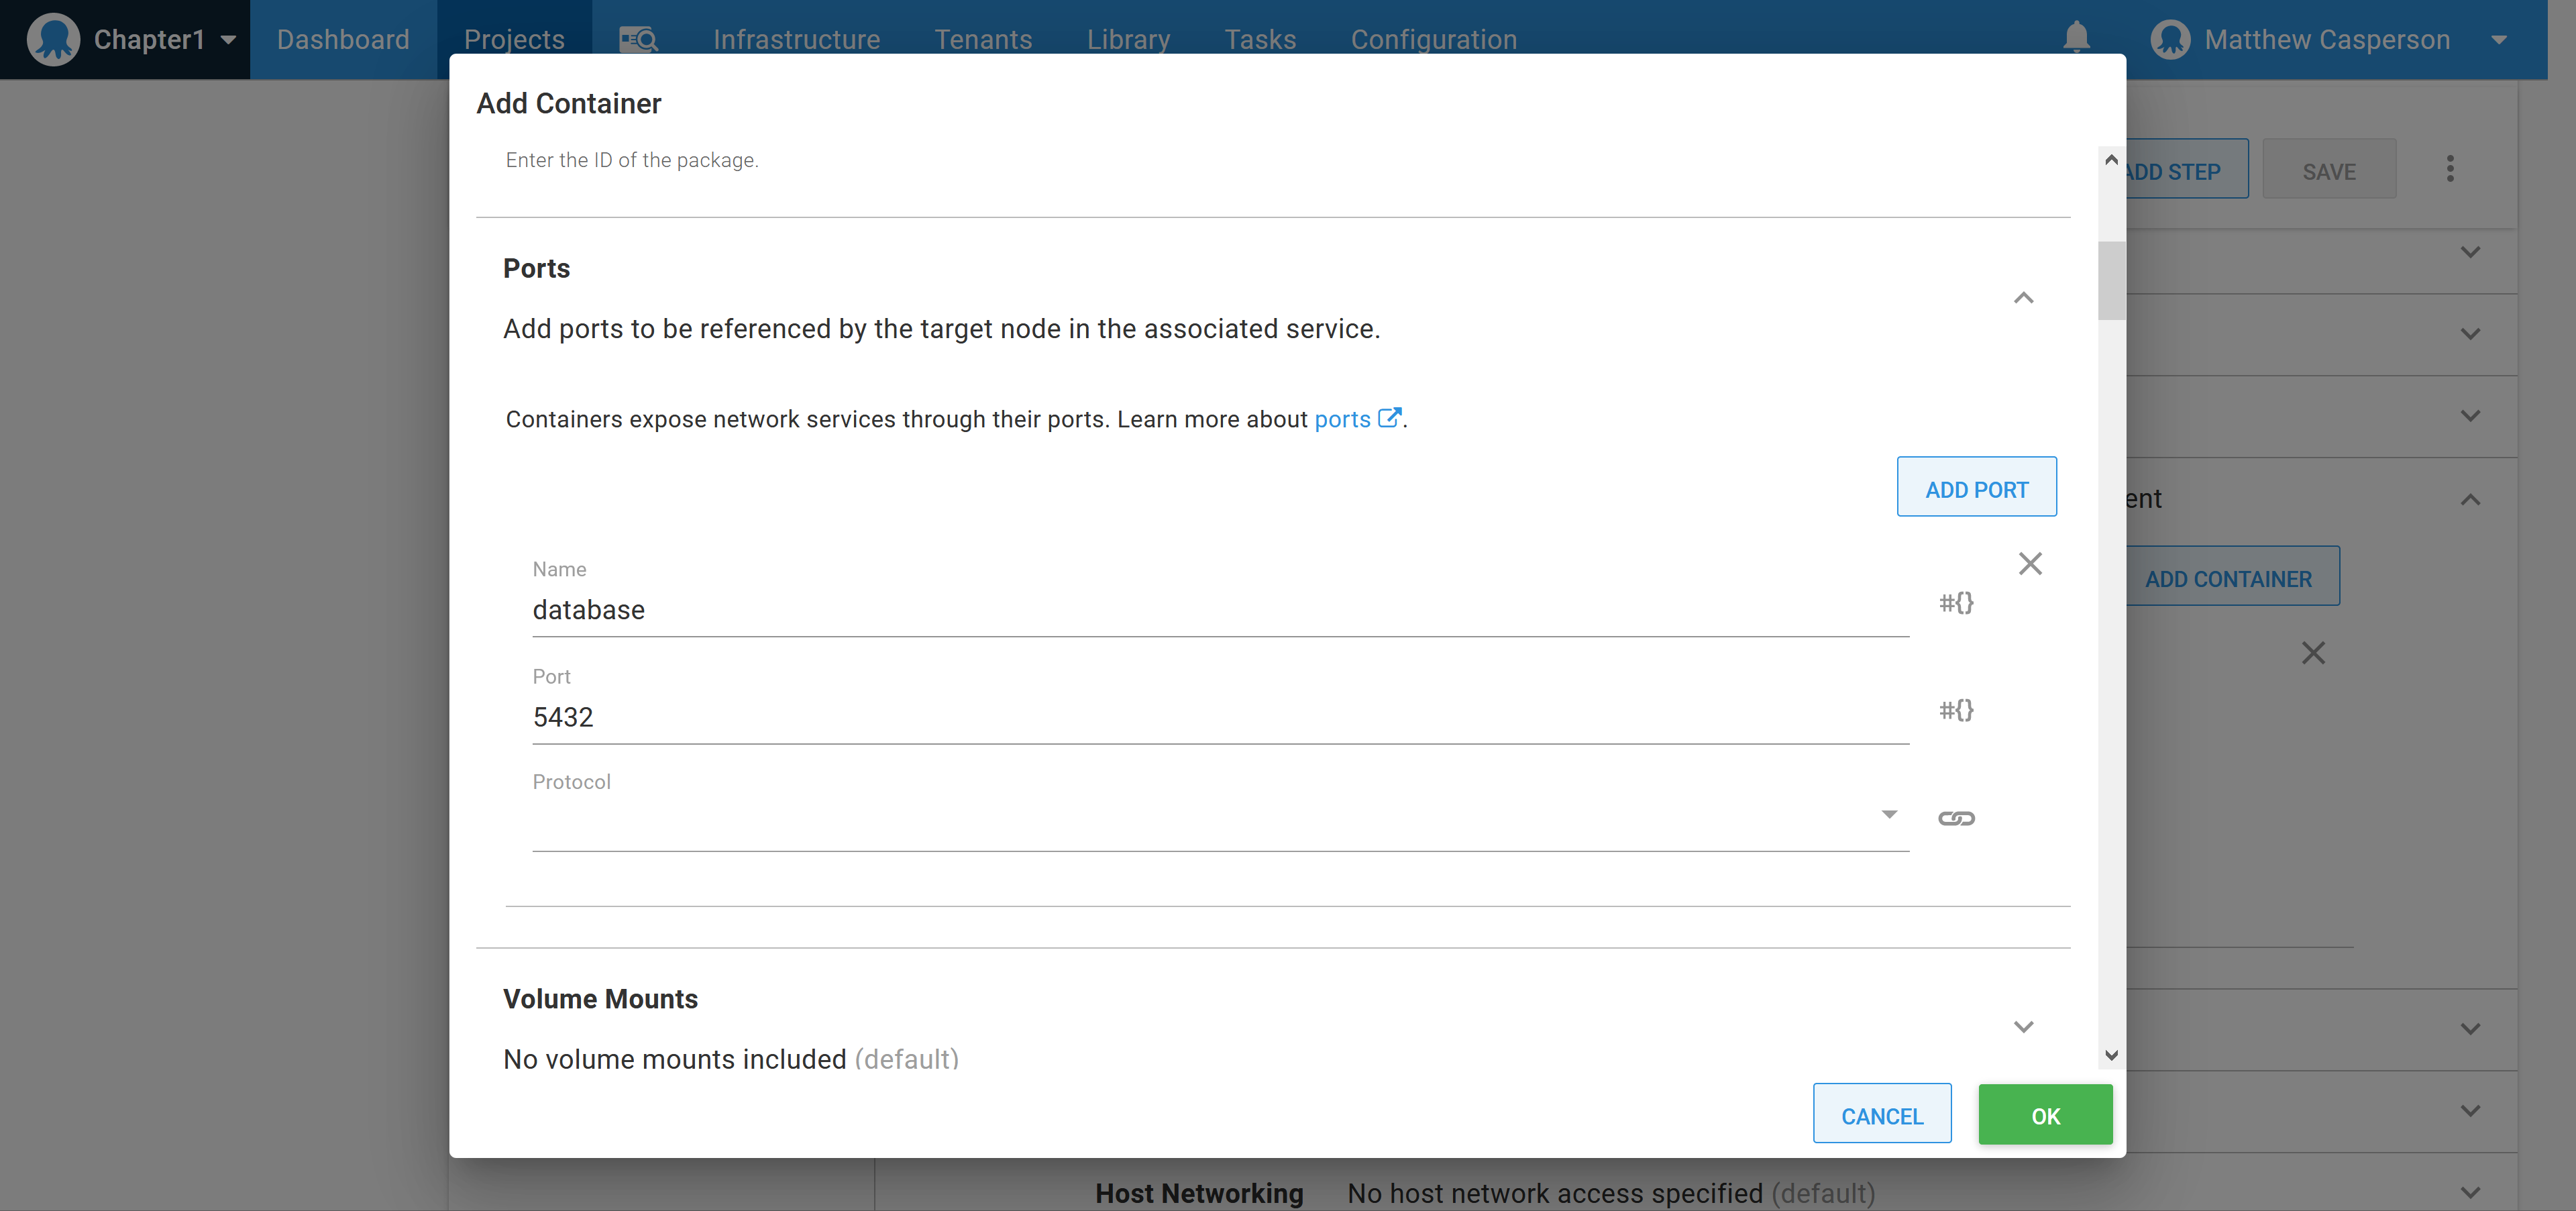 Chapter1 Dashboard Projects Infrastructure Tenants Library Tasks Configuration Matthew Casperson
Add Container
Enter the ID of the package.
ADD STEP SAVE
Ports
Add ports to be referenced by the target node in the associated service.
Containers expose network services through their ports. Learn more about ports.
ADD PORT
ent
Name
database
#{}
ADD CONTAINER
Port
5432
#{}
Protocol
Volume Mounts
No volume mounts included (default)
CANCEL OK
Host Networking No host network access specified (default)